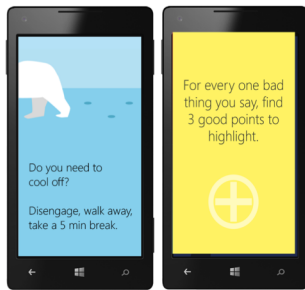 Do you need to
cool off?
Disengage, walk away,
take a 5 min break.
For every one bad
thing you say, find
3 good points to
highlight.